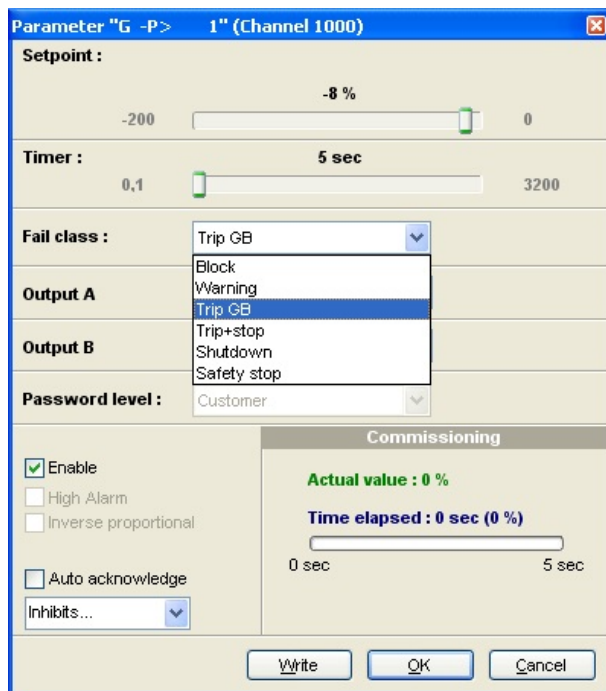 Parameter "G -P> 1" (Channel 1000)
Setpoint :
-8 %
-200 0
Timer : 5 sec
0,1 3200
Fail class : Trip GB
Block
Warning
Output A
Trip GB
Trip+stop
Output B
Shutdown
Safety stop
Password level : Customer
Commissioning
Enable
High Alarm
Inverse proportional
Auto acknowledge
Inhibits...
Actual value : 0 %
Time elapsed : 0 sec (0 %)
0 sec 5 sec
Write OK Cancel